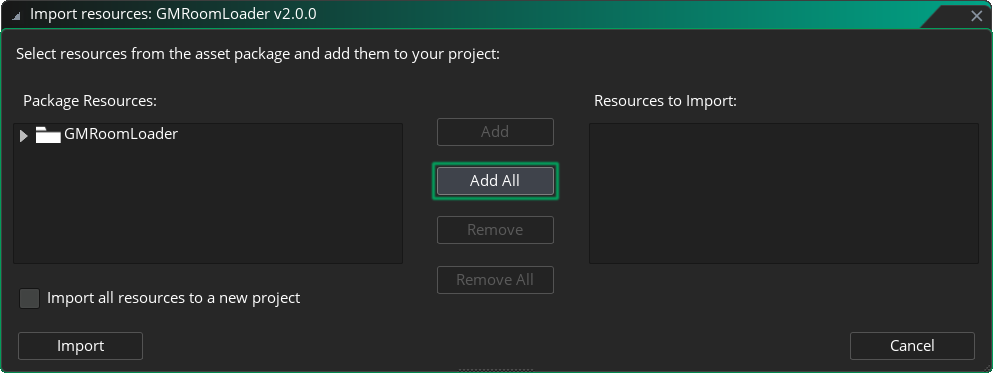 Import resources: GMRoomLoader v2.0.0
Select resources from the asset package and add them to your project:
Package Resources:
Resources to Import:
GMRoomLoader
Add
Add All
Remove
Remove All
Import all resources to a new project
Import
Cancel